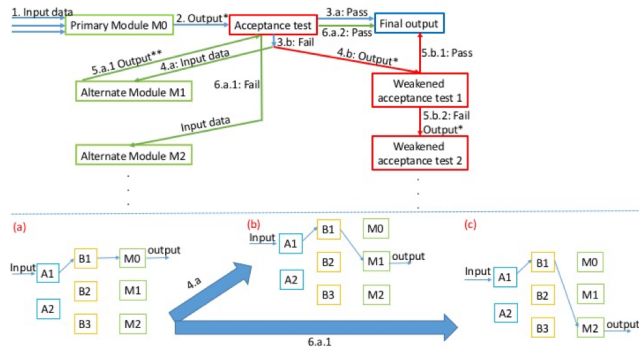 1. Input data
Primary Module M0
2. Output*
Acceptance test
3.a: Pass
6.a.2: Pass
Final output
3.b: Fail
5.a.1 Output**
4.a: Input data
4.b: Output*
5.b.1: Pass
6.a.1: Fail
Alternate Module M1
Weakened
acceptance test 1
Input data
5.b.2: Fail
Output*
Alternate Module M2
Weakened
acceptance test 2
(a)
Input
A1
A2
B1
B2
B3
M0
M1
M2
output
4.a
6.a.1
(b)
Input
A1
A2
B1
B2
B3
M0
M1
M2
output
(c)
Input
A1
A2
B1
B2
B3
M0
M1
M2
output